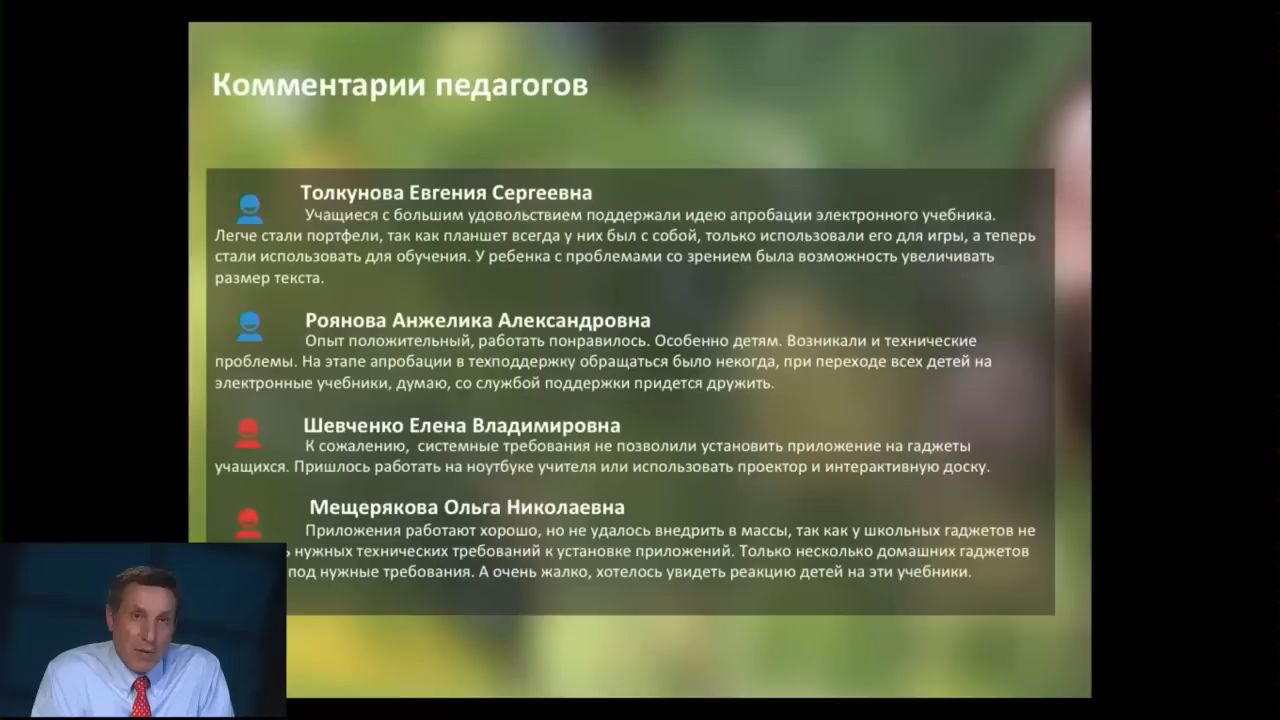 Комментарии педагогов
Толкунова Евгения Сергеевна
Учащиеся с большим удовольствием поддержали идею апробации электронного учебника.
Легче стали портфели, так как планшет всегда у них был с собой, только использовали его для игры, а теперь
стали использовать для обучения. У ребенка с проблемами со зрением была возможность увеличивать
размер текста.
Роянова Анжелика Александровна
Опыт положительный, работать понравилось. Особенно детям. Возникали и технические
проблемы. На этапе апробации в техподдержку обращаться было некогда, при переходе всех детей на
электронные учебники, думаю, со службой поддержки придется дружить.
Шевченко Елена Владимировна
К сожалению, системные требования не позволили установить приложение на гаджеты
учащихся. Пришлось работать на ноутбуке учителя или использовать проектор и интерактивную доску.
Мещерякова Ольга Николаевна
Приложения работают хорошо, но не удалось внедрить в массы, так как у школьных гаджетов не
нужных технических требований к установке приложений. Только несколько домашних гаджетов
под нужные требования. А очень жалко, хотелось увидеть реакцию детей на эти учебники.